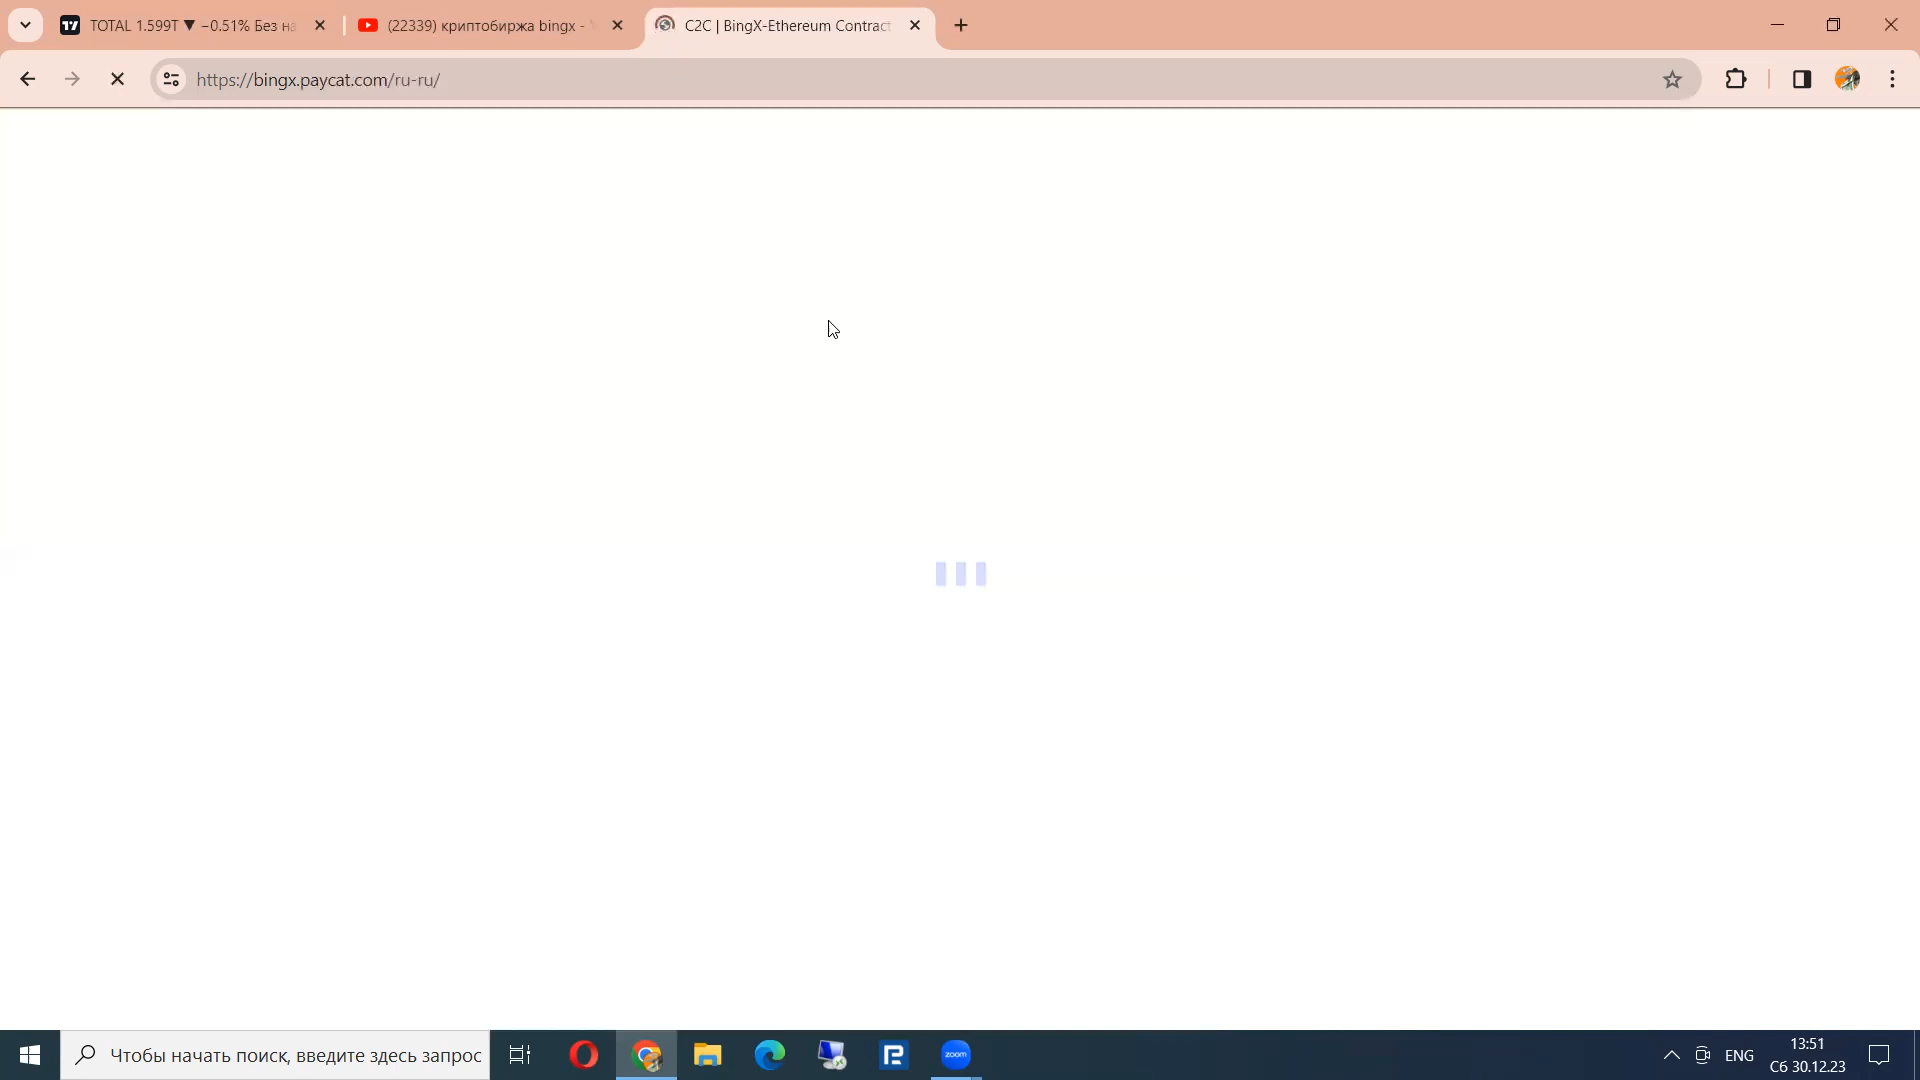 TOTAL 1.599T ▼ −0.51% Без на
(22339) криптобиржа bingx -
C2C | BingX-Ethereum Contract
https://bingx.paycat.com/ru-ru/
Чтобы начать поиск, введите здесь запрос
zoom
ENG
13:51
Сб 30.12.23